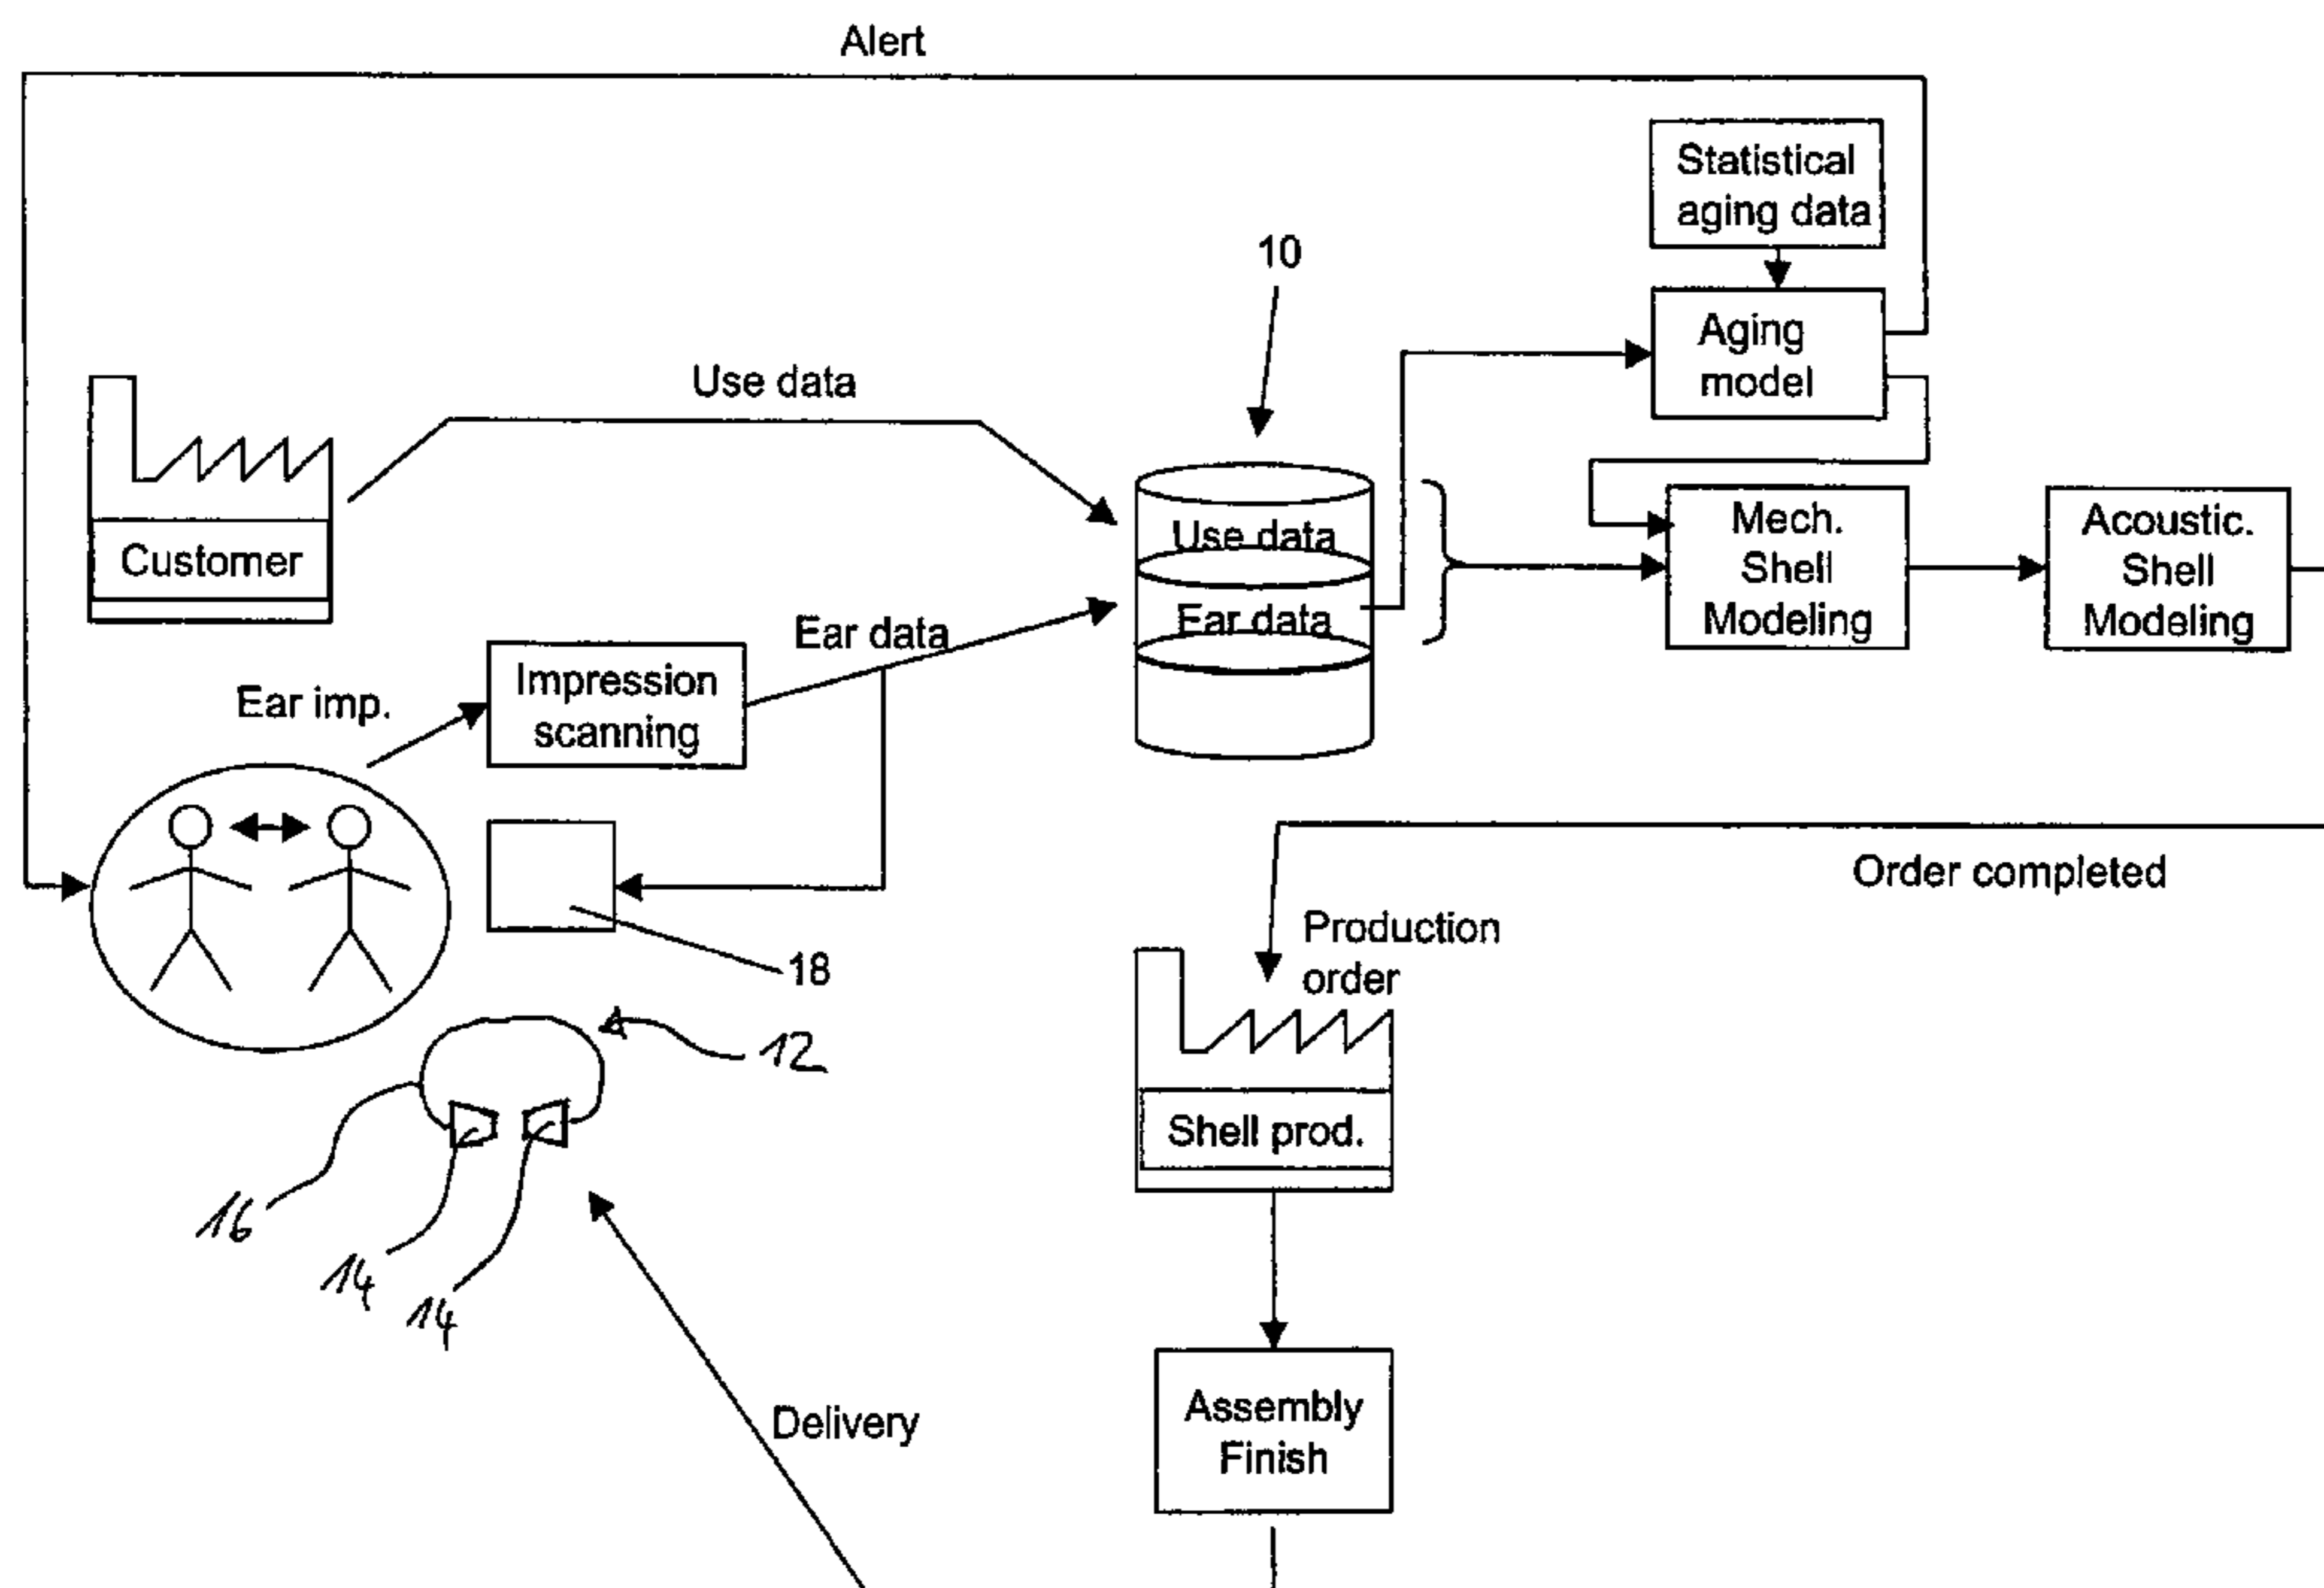 Alert
Statistical
aging data
10
Aging
model
Use data
Customer
Use data
Mech.
Shell
Modeling
Acoustic.
Shell
Modeling
Ear data
Ear data
Impression
scanning
Ear imp.
Order completed
Production
order
18
12
Shell prod.
16
14
14
Assembly
Finish
Delivery